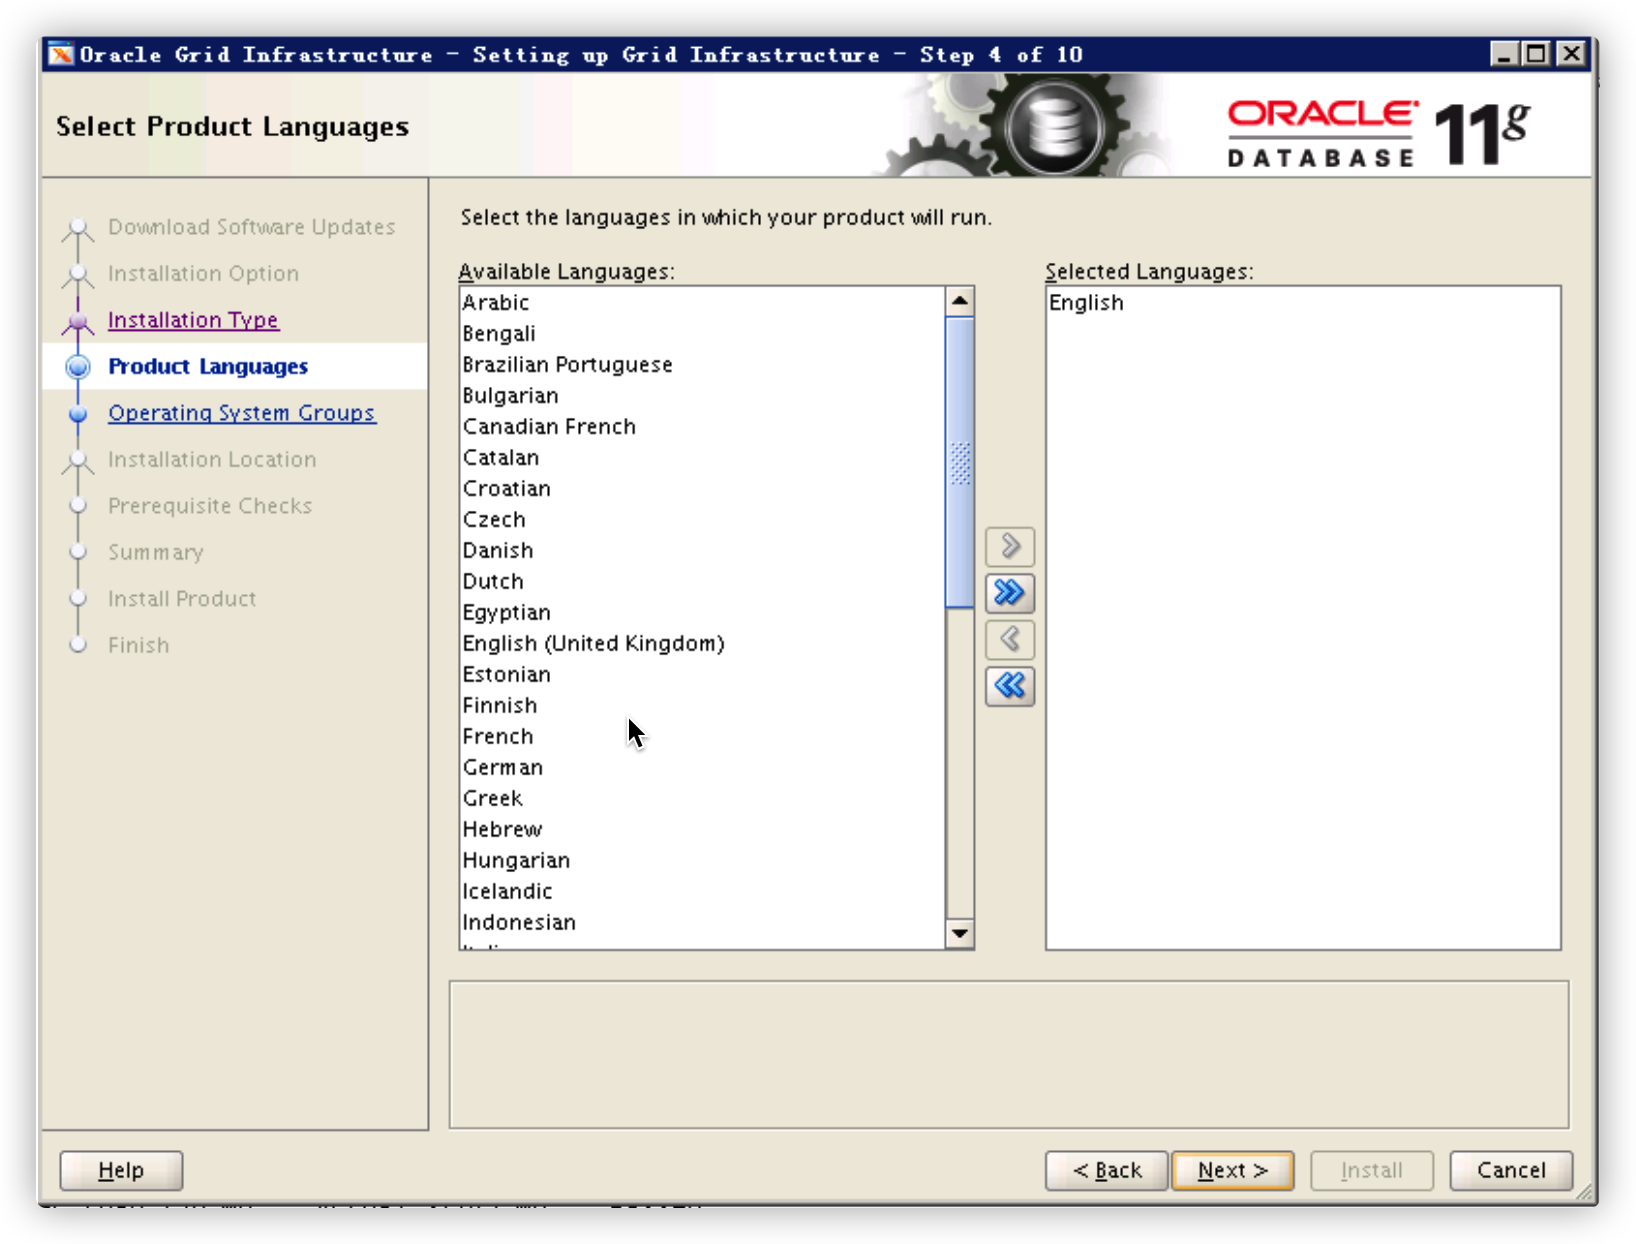 Oracle Grid Infrastructure - Setting up Grid Infrastructure - Step 4 of 10
Select Product Languages
ORACLE
DATABASE
11g
Download Software Updates
Installation Option
Installation Type
Product Languages
Operating System Groups
Installation Location
Prerequisite Checks
Summary
Install Product
Finish
Select the languages in which your product will run.
Available Languages:
Arabic
Bengali
Brazilian Portuguese
Bulgarian
Canadian French
Catalan
Croatian
Czech
Danish
Dutch
Egyptian
English (United Kingdom)
Estonian
Finnish
French
German
Greek
Hebrew
Hungarian
Icelandic
Indonesian
Selected Languages:
English
Help
< Back
Next >
Install
Cancel